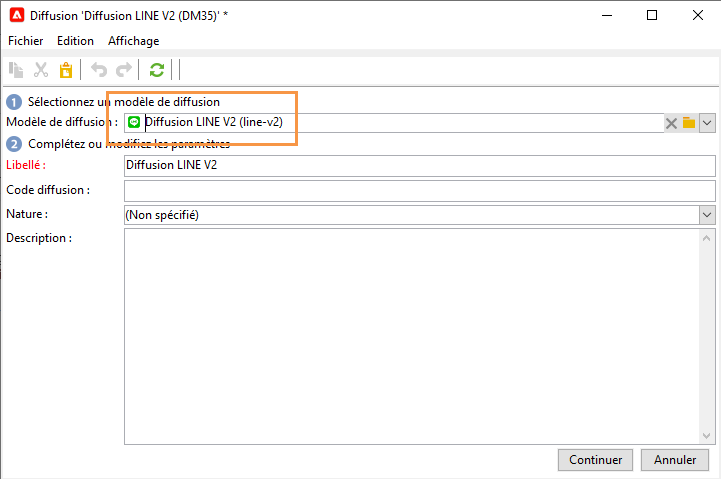 Diffusion 'Diffusion LINE V2 (DM35)' *
Fichier Edition Affichage
1 Sélectionnez un modèle de diffusion
Modèle de diffusion : Diffusion LINE V2 (line-v2)
2 Complétez ou modifiez les paramètres
Libellé : Diffusion LINE V2
Code diffusion :
Nature : (Non spécifié)
Description :
Continuer Annuler